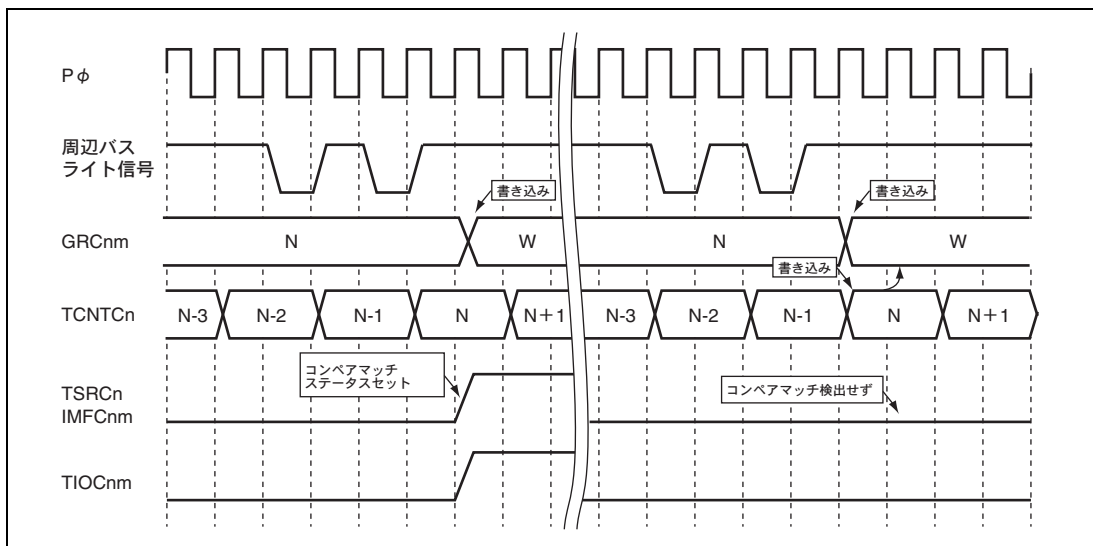 Pφ
周辺バス
ライト信号
書き込み
書き込み
GRCnm
N
W
N
W
書き込み
TCNTCn
N-3
N-2
N-1
N
N＋1
N-3
N-2
N-1
N
N＋1
コンペアマッチ
ステータスセット
コンペアマッチ検出せず
TSRCn
IMFCnm
TIOCnm